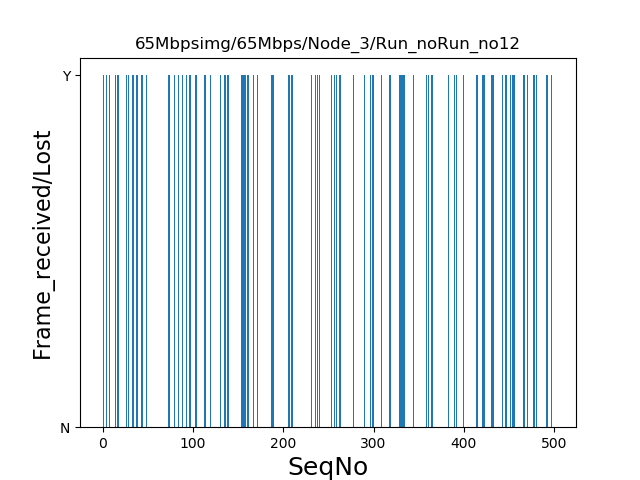 65Mbpsimg/65Mbps/Node_3/Run_noRun_no12
Y
N
Frame_received/Lost
0 100 200 300 400 500
SeqNo